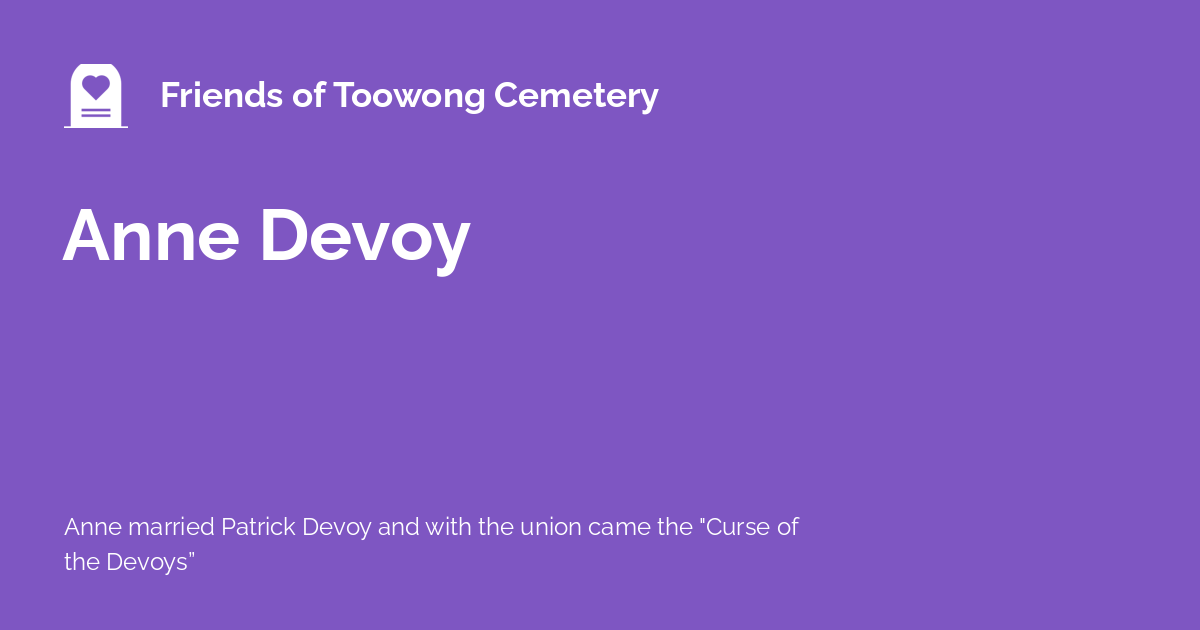 Friends of Toowong Cemetery
Anne Devoy
Anne married Patrick Devoy and with the union came the "Curse of
the Devoys”